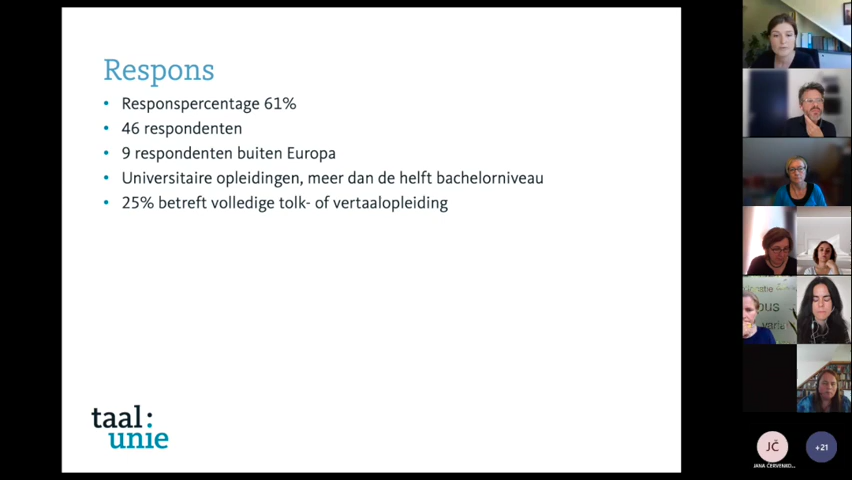 Respons
• Responspercentage 61%
• 46 respondenten
• 9 respondenten buiten Europa
• Universitaire opleidingen, meer dan de helft bachelorniveau
• 25% betreft volledige tolk- of vertaalopleiding
taal:
unie
JČ
+21
JANA ČERVENKO...